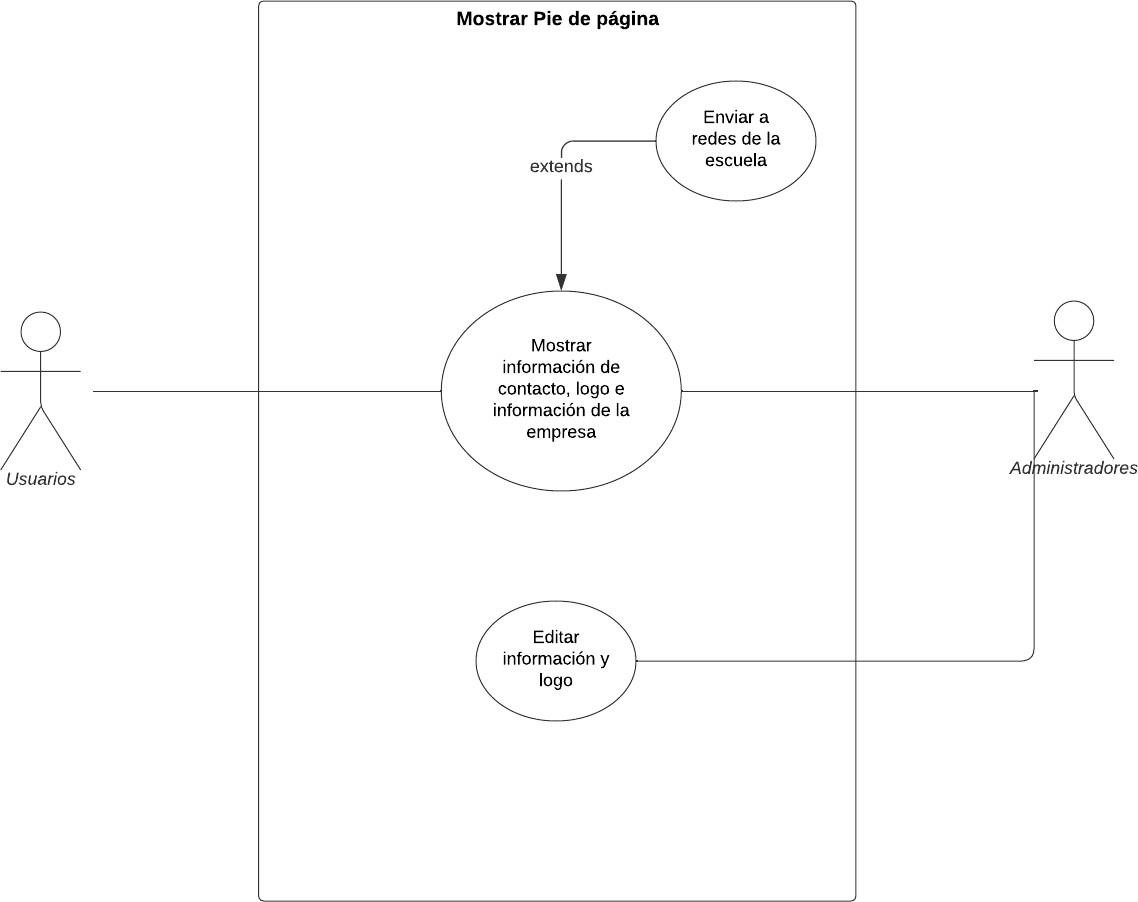 Mostrar Pie de página
Enviar a
redes de la
escuela
extends
Mostrar
información de
contacto, logo e
información de la
empresa
Usuarios
Administradores
Editar
información y
logo